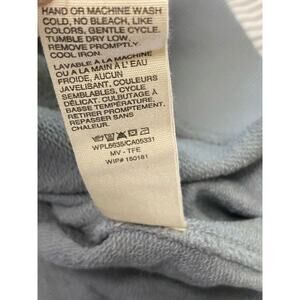 HAND OR MACHINE WASH
COLD, NO BLEACH, LIKE
COLORS, GENTLE CYCLE.
TUMBLE DRY LOW,
REMOVE PROMPTLY
COOL IRON.
LAVABLE À LA MACHINE
OU À LA MAIN À L'EAU
FROIDE, AUCUN
JAVELISANT, COULEURS
SEMBLABLES, CYCLE
DÉLICAT. CULBUTAGE À
BASSE TEMPÉRATURE,
RETIRER PROMPTEMENT,
REPASSER SANS
CHALEUR.
WPL6635/CA05331
MV - TFE
WIP# 150181